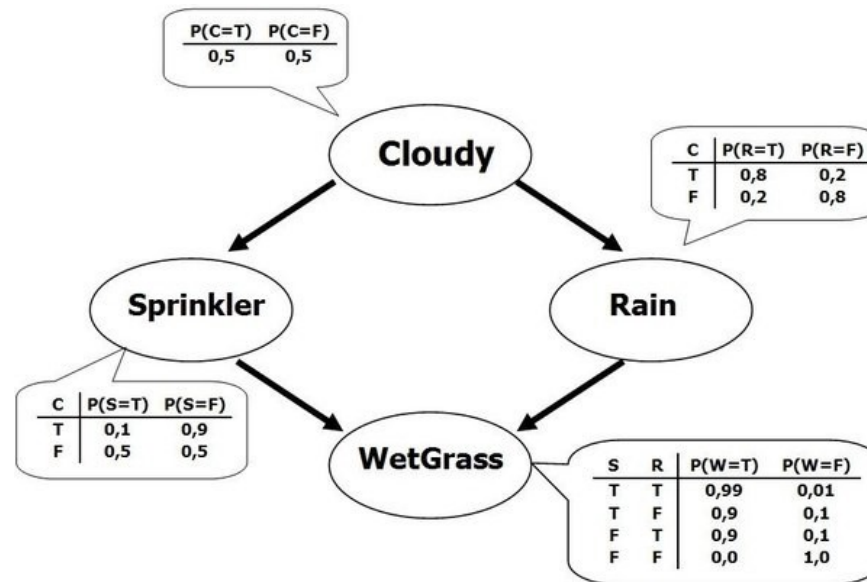 P(C=T) P(C=F)
0,5 0,5
Cloudy
C P(R=T) P(R=F)
T 0,8 0,2
F 0,2 0,8
Sprinkler
Rain
C P(S=T) P(S=F)
T 0,1 0,9
F 0,5 0,5
WetGrass
S R P(W=T) P(W=F)
T T 0,99 0,01
T F 0,9 0,1
F T 0,9 0,1
F F 0,0 1,0